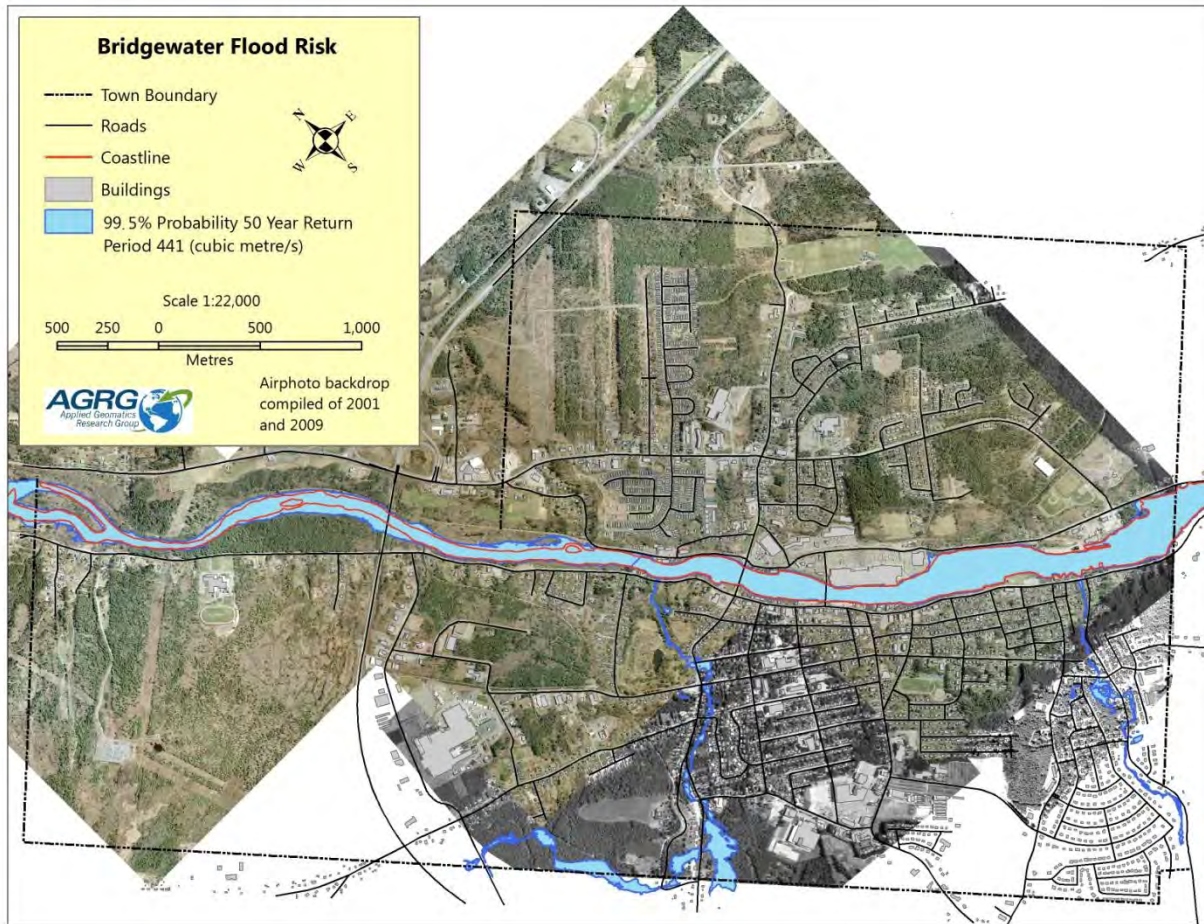 Bridgewater Flood Risk
Town Boundary
Roads
Coastline
Buildings
99.5% Probability 50 Year Return
Period 441 (cubic metre/s)
N
E
W
S
Scale 1:22,000
500 250 0 500 1,000
Metres
AGRG
Applied Geomatics
Research Group
Airphoto backdrop
compiled of 2001
and 2009